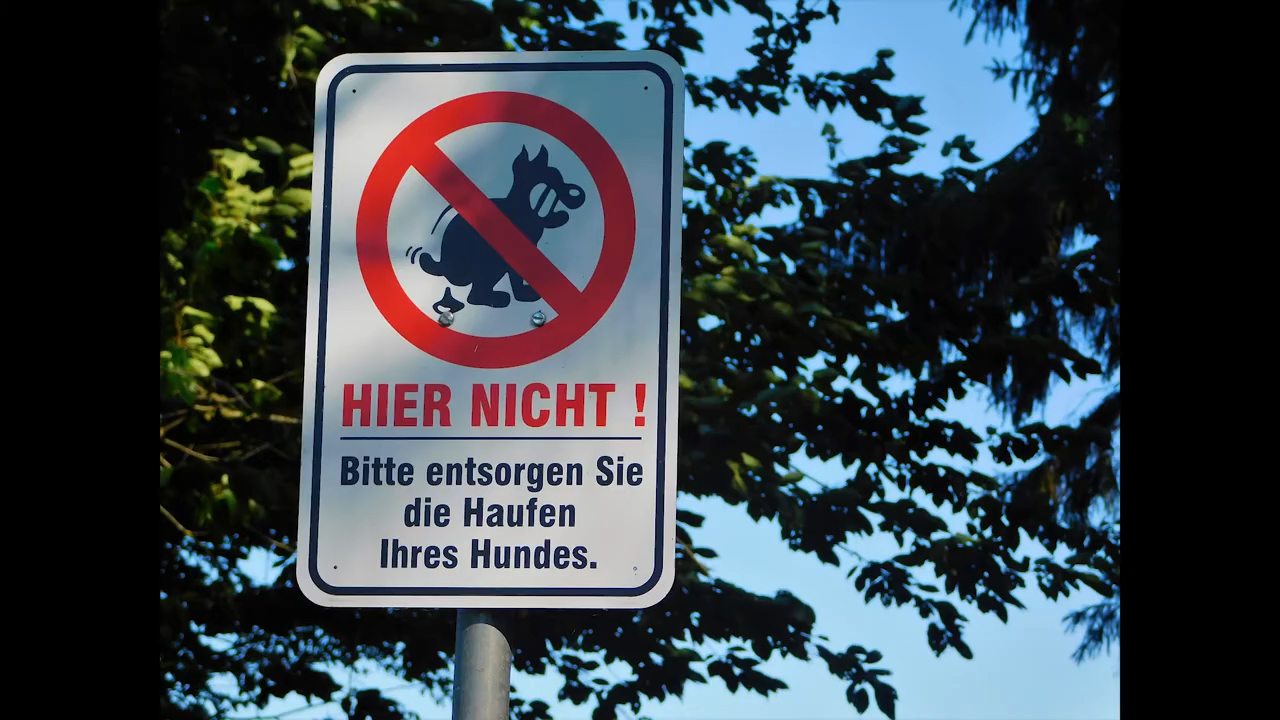 HIER NICHT !
Bitte entsorgen Sie
die Haufen
Ihres Hundes.